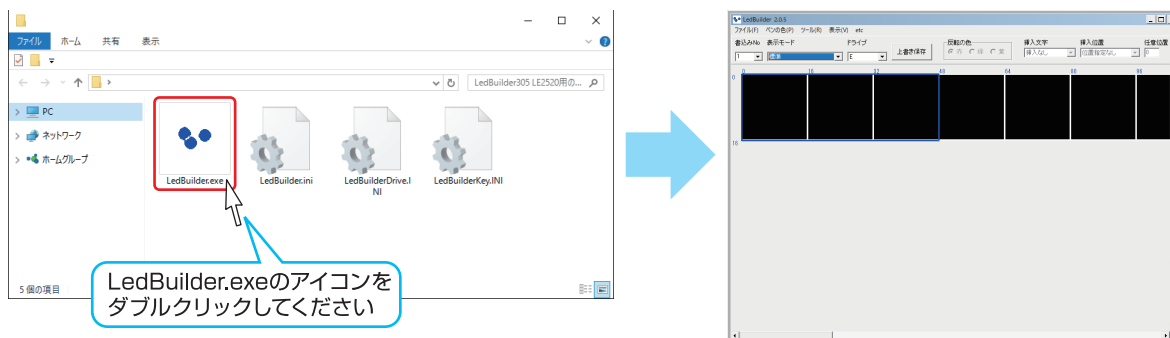 ファイル ホーム 共有 表示
LedBuilder305 LE2520用の...
PC
ネットワーク
ホームグループ
LedBuilder.exe
LedBuilder.ini
LedBuilderDrive.I
NI
LedBuilderKey.INI
5 個の項目
LedBuilder.exeのアイコンを
ダブルクリックしてください
LedBuilder 2.0.5
ファイル(F) ペンの色(P) ツール(R) 表示(V) etc
書込みNo 表示モード ドライブ 反転の色 挿入文字 挿入位置 任意位置
1 標準 E 上書き保存 赤 緑 文 挿入なし 位置指定なし 0
0 16 32 48 64 80 96
0
16